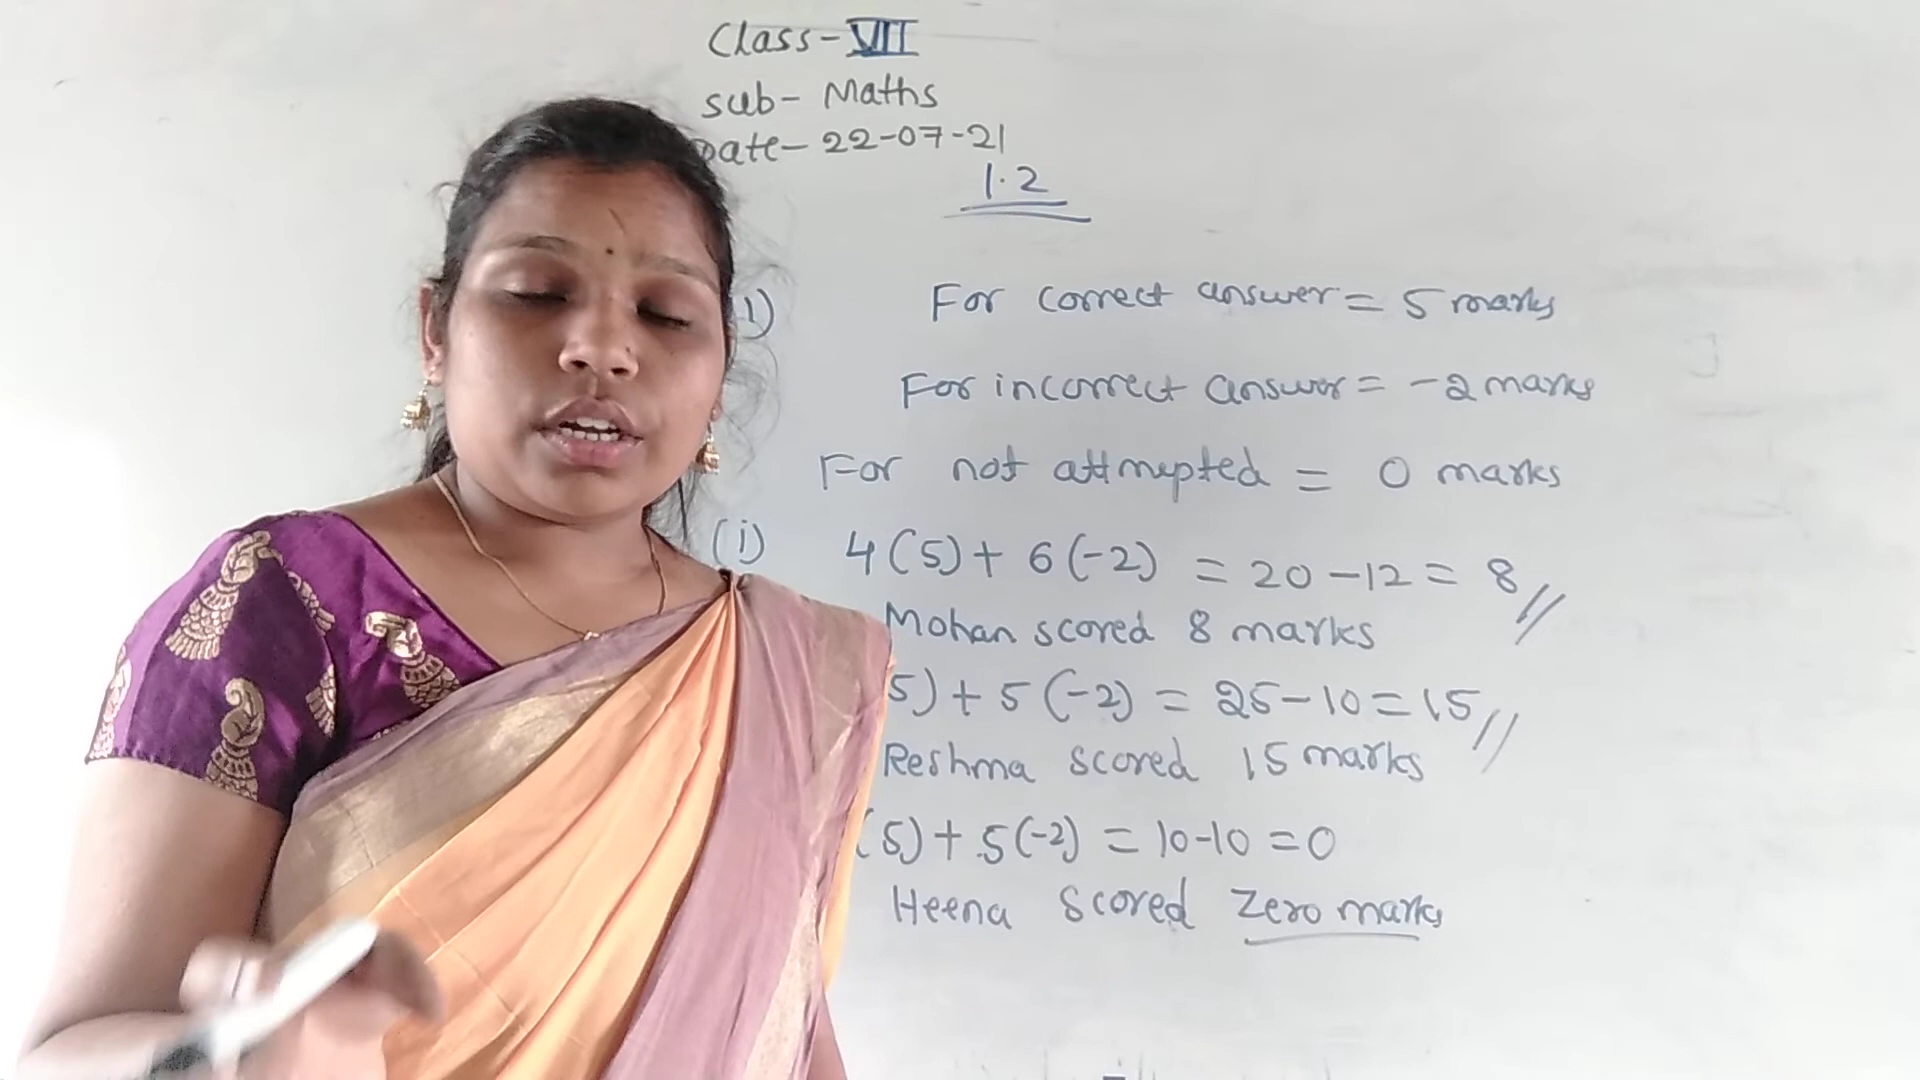 Class-VII
Sub- Maths
Date- 22-07-21
1.2
1) For correct answer = 5 marks
For incorrect answer = -2 marks
For not attmepted = 0 marks
(i) 4(5)+ 6(-2) = 20-12= 8//
Mohan scored 8 marks
5)+5(-2) = 25-10=15//
Reshma scored 15 marks
(5)+5(-2) = 10-10=0
Heena Scored Zero marks